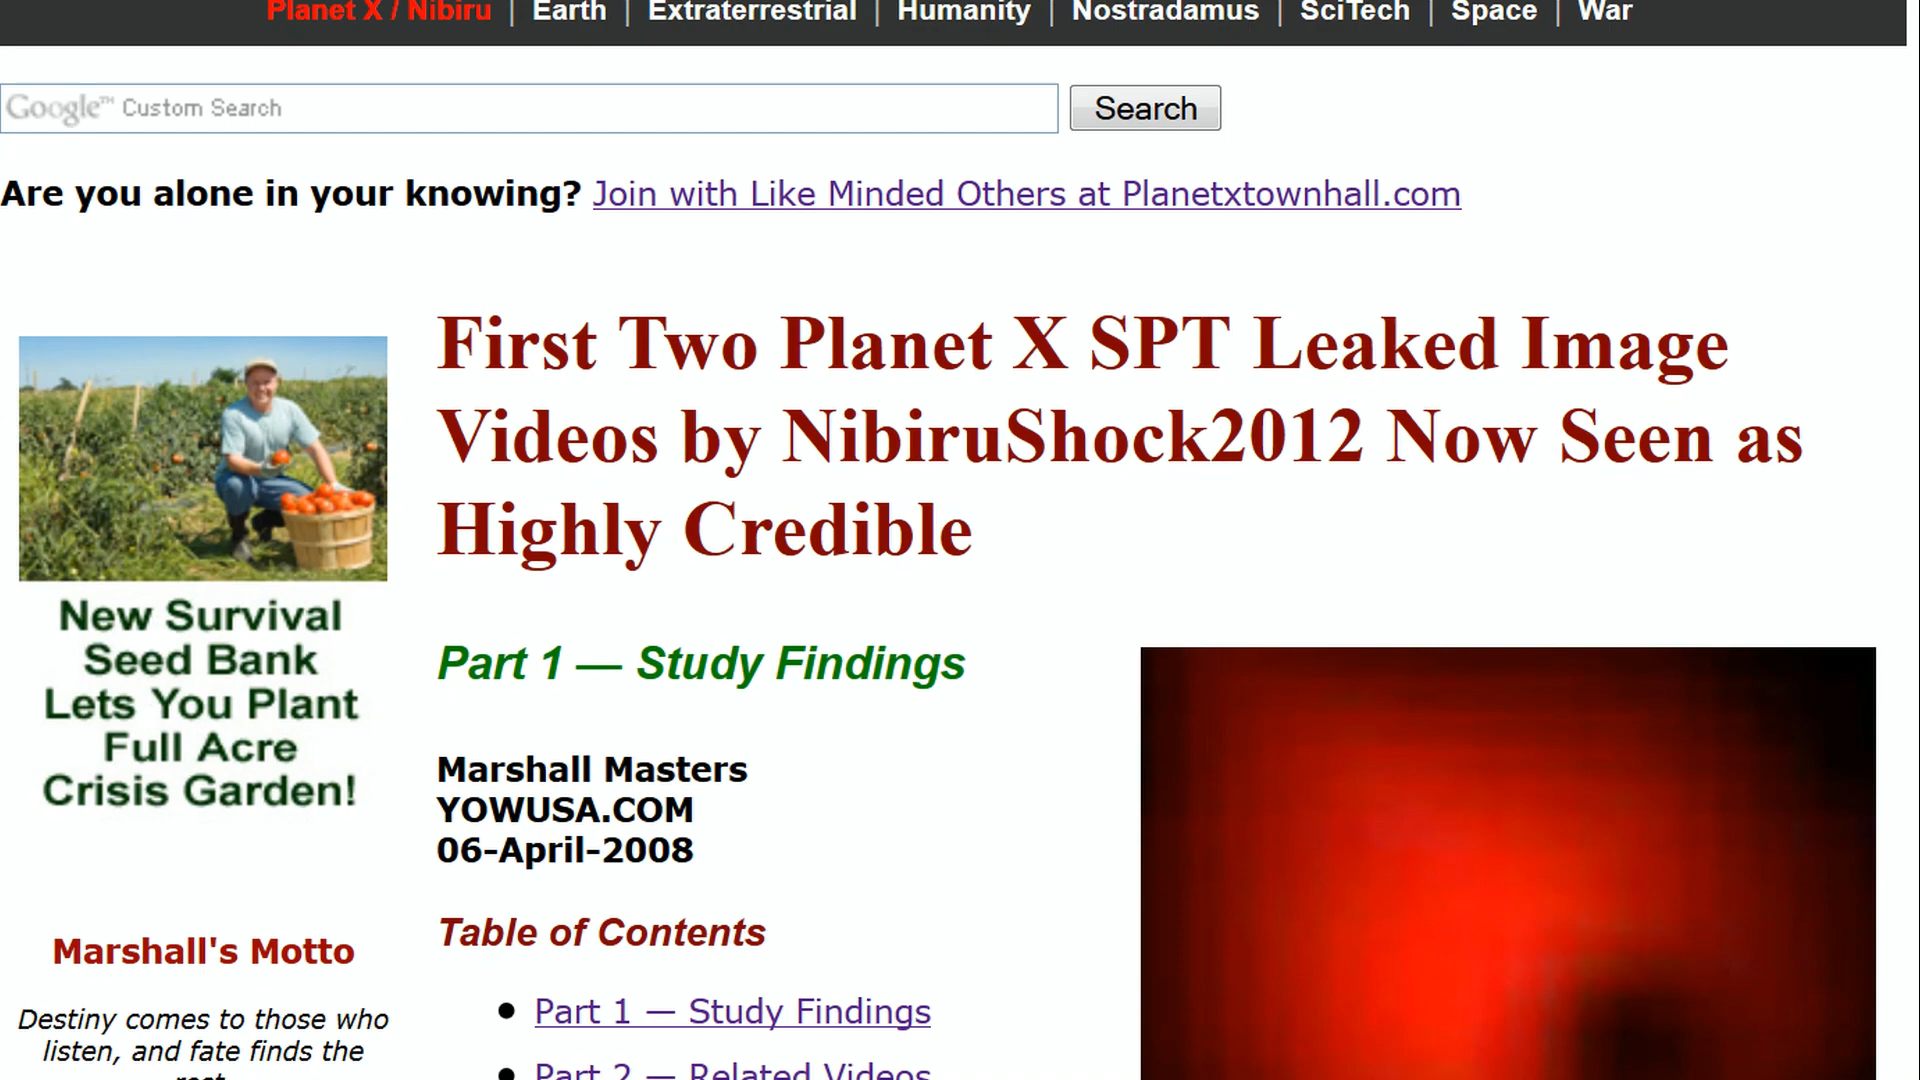 Planet X / Nibiru | Earth | Extraterrestrial | Humanity | Nostradamus | SciTech | Space | War
Google™ Custom Search Search
Are you alone in your knowing? Join with Like Minded Others at Planetxtownhall.com
First Two Planet X SPT Leaked Image
Videos by NibiruShock2012 Now Seen as
Highly Credible
New Survival
Seed Bank
Lets You Plant
Full Acre
Crisis Garden!
Part 1 — Study Findings
Marshall Masters
YOWUSA.COM
06-April-2008
Table of Contents
Part 1 — Study Findings
Part 2 — Related Videos
Marshall's Motto
Destiny comes to those who
listen, and fate finds the
rest.